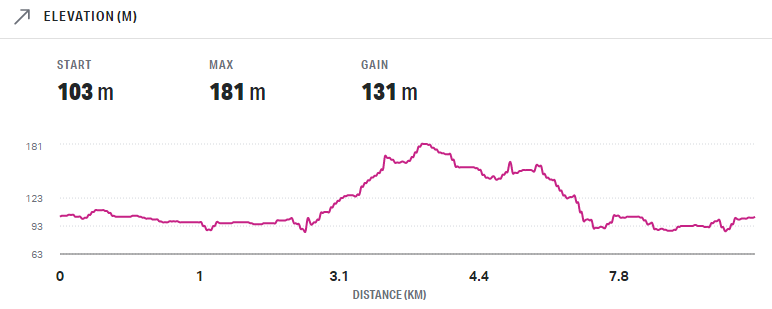 ELEVATION (M)
START MAX GAIN
103 m 181 m 131 m
181
123
93
63
0 1 3.1 4.4 7.8
DISTANCE (KM)